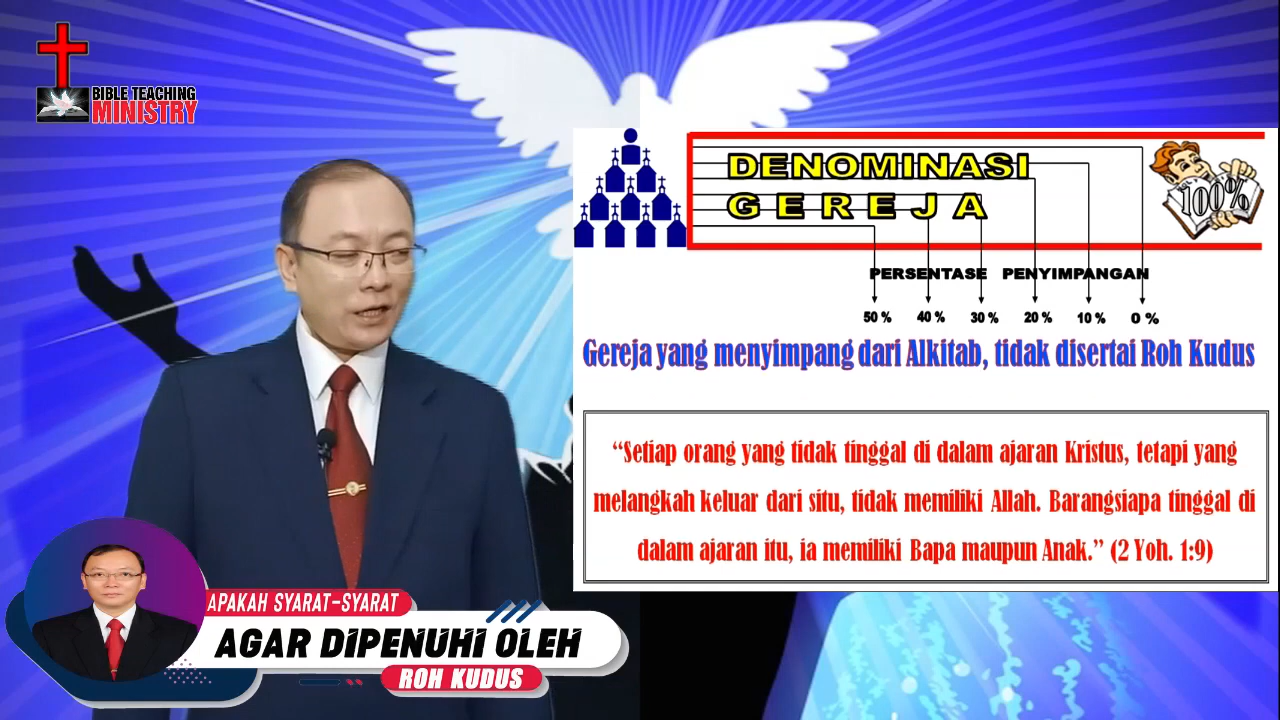 BIBLE TEACHING
MINISTRY
DENOMINASI
GEREJA
100%
PERSENTASE PENYIMPANGAN
50 % 40 % 30 % 20 % 10 % 0 %
Gereja yang menyimpang dari Alkitab, tidak disertai Roh Kudus
“Setiap orang yang tidak tinggal di dalam ajaran Kristus, tetapi yang
melangkah keluar dari situ, tidak memiliki Allah. Barangsiapa tinggal di
dalam ajaran itu, ia memiliki Bapa maupun Anak.” (2 Yoh. 1:9)
APAKAH SYARAT-SYARAT
AGAR DIPENUHI OLEH
ROH KUDUS